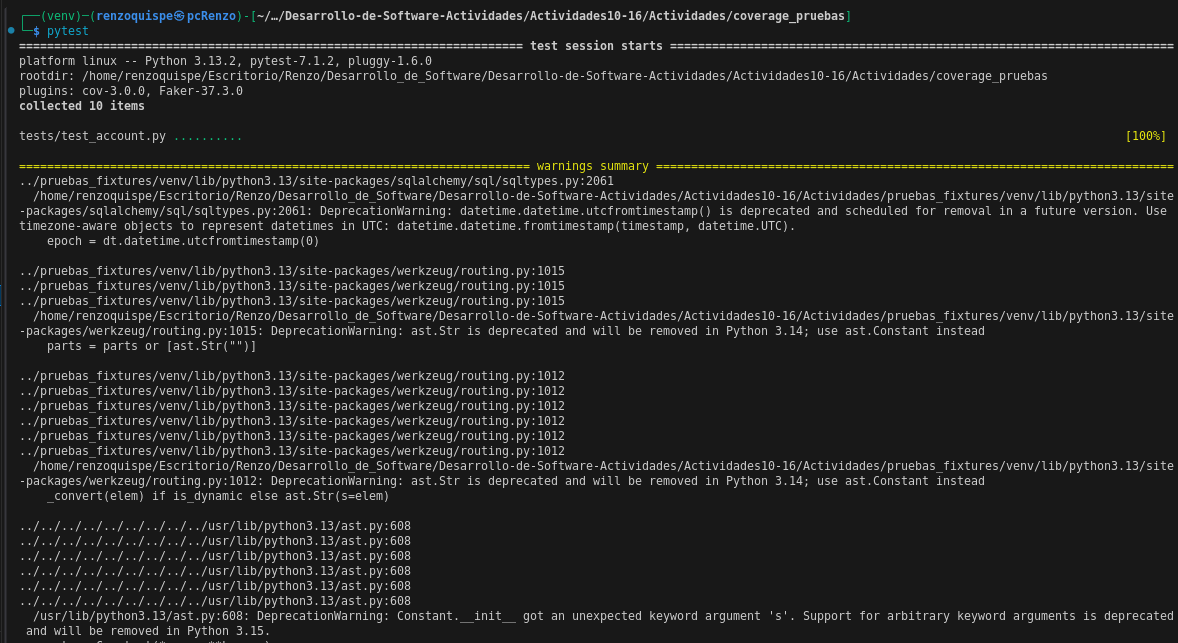 ┌──(venv)─(renzoquispe㉿pcRenzo)-[~/…/Desarrollo-de-Software-Actividades/Actividades10-16/Actividades/coverage_pruebas]
└─$ pytest
======================================================================== test session starts ========================================================================
platform linux -- Python 3.13.2, pytest-7.1.2, pluggy-1.6.0
rootdir: /home/renzoquispe/Escritorio/Renzo/Desarrollo_de_Software/Desarrollo-de-Software-Actividades/Actividades10-16/Actividades/coverage_pruebas
plugins: cov-3.0.0, Faker-37.3.0
collected 10 items
tests/test_account.py .......... [100%]
========================================================================= warnings summary ==========================================================================
../pruebas_fixtures/venv/lib/python3.13/site-packages/sqlalchemy/sql/sqltypes.py:2061
/home/renzoquispe/Escritorio/Renzo/Desarrollo_de_Software/Desarrollo-de-Software-Actividades/Actividades10-16/Actividades/pruebas_fixtures/venv/lib/python3.13/site
-packages/sqlalchemy/sql/sqltypes.py:2061: DeprecationWarning: datetime.datetime.utcfromtimestamp() is deprecated and scheduled for removal in a future version. Use
timezone-aware objects to represent datetimes in UTC: datetime.datetime.fromtimestamp(timestamp, datetime.UTC).
epoch = dt.datetime.utcfromtimestamp(0)
../pruebas_fixtures/venv/lib/python3.13/site-packages/werkzeug/routing.py:1015
../pruebas_fixtures/venv/lib/python3.13/site-packages/werkzeug/routing.py:1015
../pruebas_fixtures/venv/lib/python3.13/site-packages/werkzeug/routing.py:1015
/home/renzoquispe/Escritorio/Renzo/Desarrollo_de_Software/Desarrollo-de-Software-Actividades/Actividades10-16/Actividades/pruebas_fixtures/venv/lib/python3.13/site
-packages/werkzeug/routing.py:1015: DeprecationWarning: ast.Str is deprecated and will be removed in Python 3.14; use ast.Constant instead
parts = parts or [ast.Str("")]
../pruebas_fixtures/venv/lib/python3.13/site-packages/werkzeug/routing.py:1012
../pruebas_fixtures/venv/lib/python3.13/site-packages/werkzeug/routing.py:1012
../pruebas_fixtures/venv/lib/python3.13/site-packages/werkzeug/routing.py:1012
../pruebas_fixtures/venv/lib/python3.13/site-packages/werkzeug/routing.py:1012
../pruebas_fixtures/venv/lib/python3.13/site-packages/werkzeug/routing.py:1012
../pruebas_fixtures/venv/lib/python3.13/site-packages/werkzeug/routing.py:1012
/home/renzoquispe/Escritorio/Renzo/Desarrollo_de_Software/Desarrollo-de-Software-Actividades/Actividades10-16/Actividades/pruebas_fixtures/venv/lib/python3.13/site
-packages/werkzeug/routing.py:1012: DeprecationWarning: ast.Str is deprecated and will be removed in Python 3.14; use ast.Constant instead
_convert(elem) if is_dynamic else ast.Str(s=elem)
../../../../../../../../../usr/lib/python3.13/ast.py:608
../../../../../../../../../usr/lib/python3.13/ast.py:608
../../../../../../../../../usr/lib/python3.13/ast.py:608
../../../../../../../../../usr/lib/python3.13/ast.py:608
../../../../../../../../../usr/lib/python3.13/ast.py:608
../../../../../../../../../usr/lib/python3.13/ast.py:608
/usr/lib/python3.13/ast.py:608: DeprecationWarning: Constant.__init__ got an unexpected keyword argument 's'. Support for arbitrary keyword arguments is deprecated
and will be removed in Python 3.15.